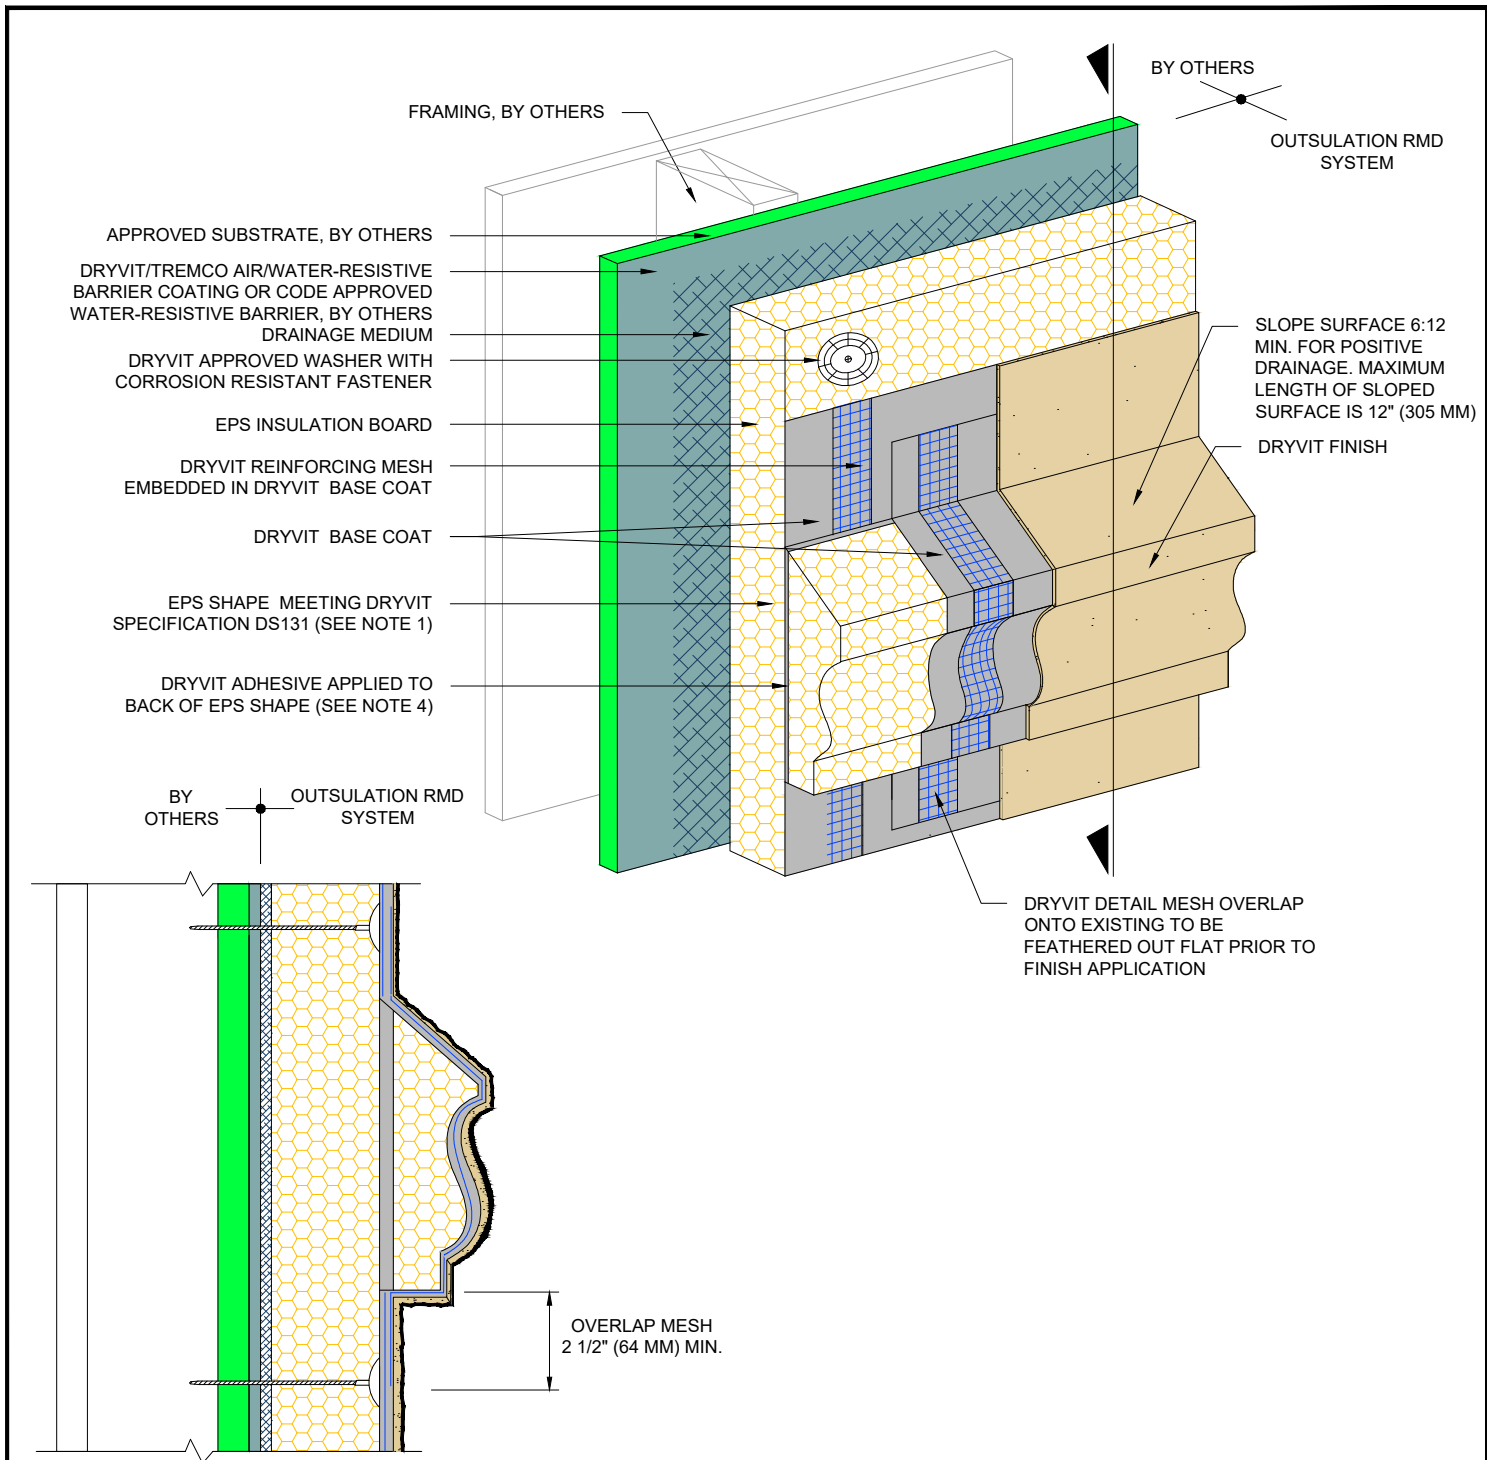 BY OTHERS
FRAMING, BY OTHERS
OUTSULATION RMD
SYSTEM
APPROVED SUBSTRATE, BY OTHERS
DRYVIT/TREMCO AIR/WATER-RESISTIVE
BARRIER COATING OR CODE APPROVED
WATER-RESISTIVE BARRIER, BY OTHERS
DRAINAGE MEDIUM
DRYVIT APPROVED WASHER WITH
CORROSION RESISTANT FASTENER
EPS INSULATION BOARD
DRYVIT REINFORCING MESH
EMBEDDED IN DRYVIT BASE COAT
DRYVIT BASE COAT
EPS SHAPE MEETING DRYVIT
SPECIFICATION DS131 (SEE NOTE 1)
DRYVIT ADHESIVE APPLIED TO
BACK OF EPS SHAPE (SEE NOTE 4)
SLOPE SURFACE 6:12
MIN. FOR POSITIVE
DRAINAGE. MAXIMUM
LENGTH OF SLOPED
SURFACE IS 12" (305 MM)
DRYVIT FINISH
BY
OTHERS
OUTSULATION RMD
SYSTEM
DRYVIT DETAIL MESH OVERLAP
ONTO EXISTING TO BE
FEATHERED OUT FLAT PRIOR TO
FINISH APPLICATION
OVERLAP MESH
2 1/2" (64 MM) MIN.